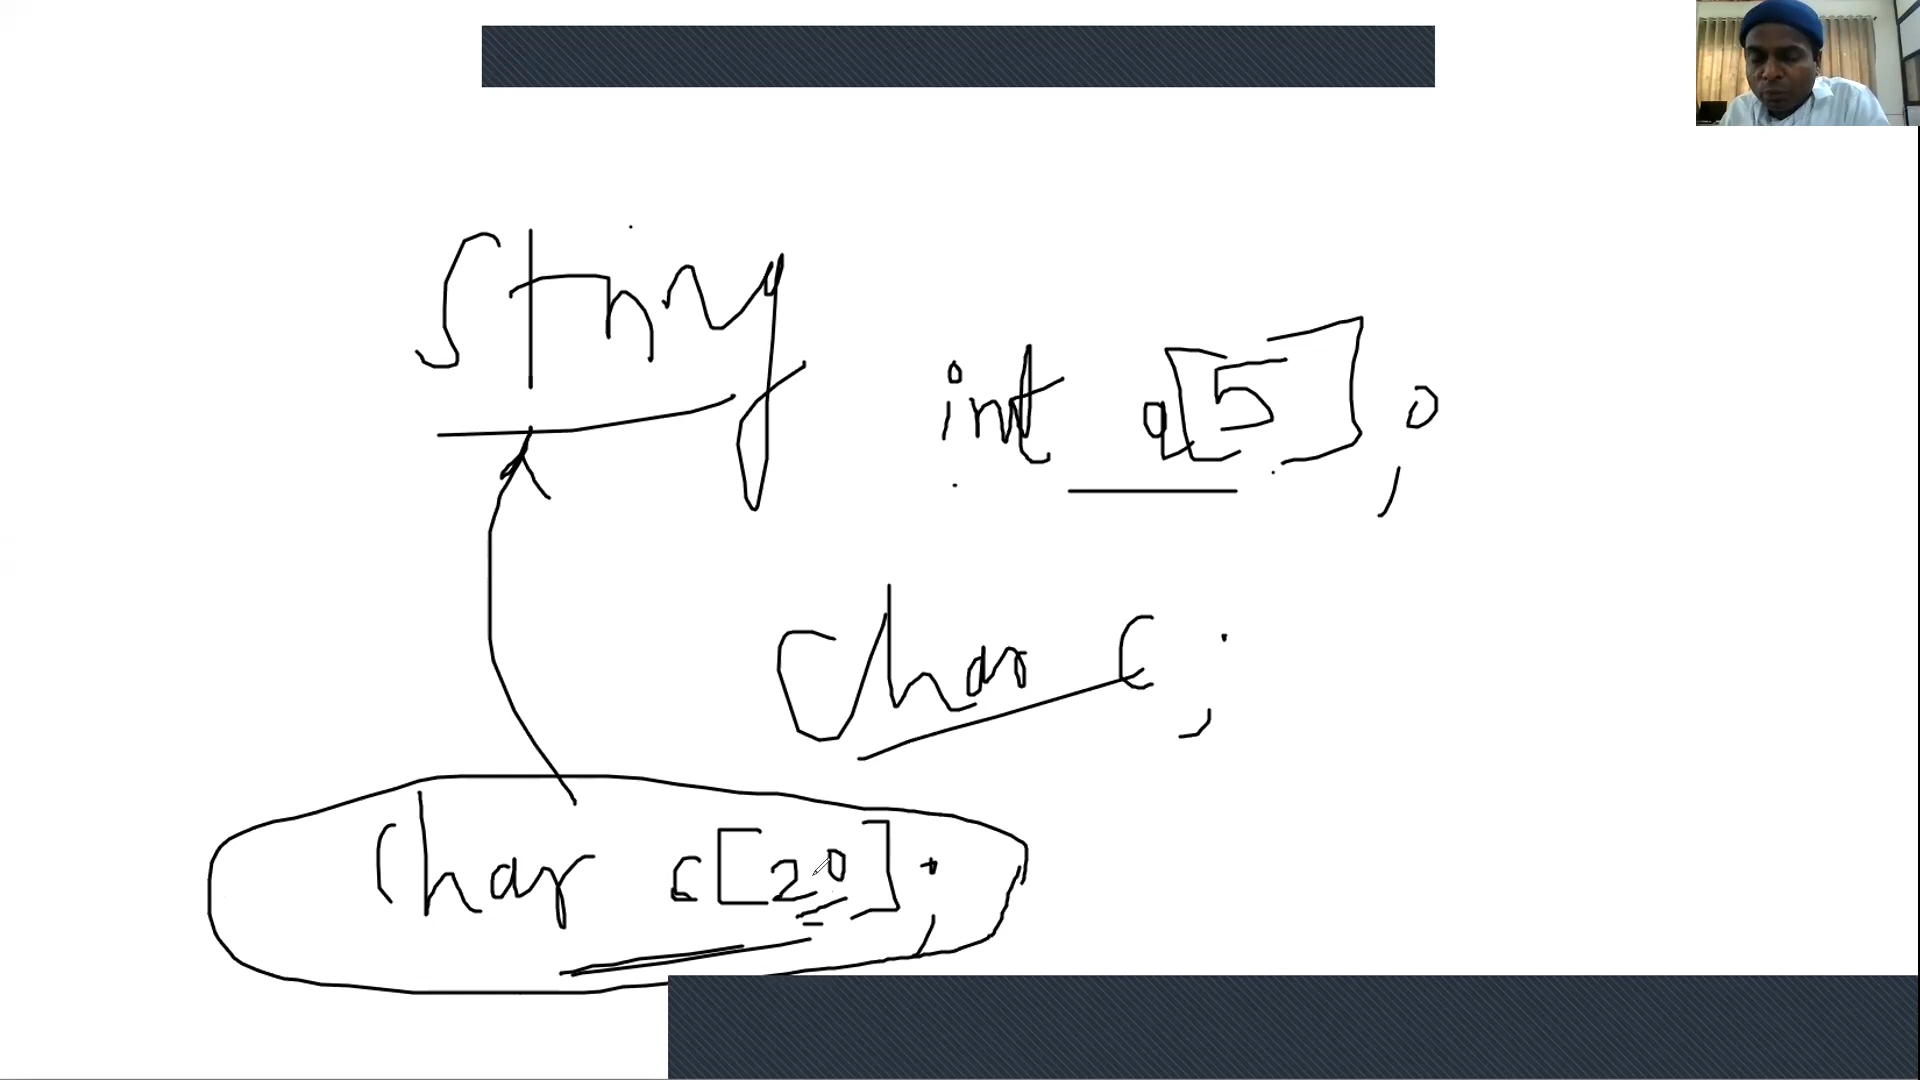 String
int a[5];
char c;
char c[20];